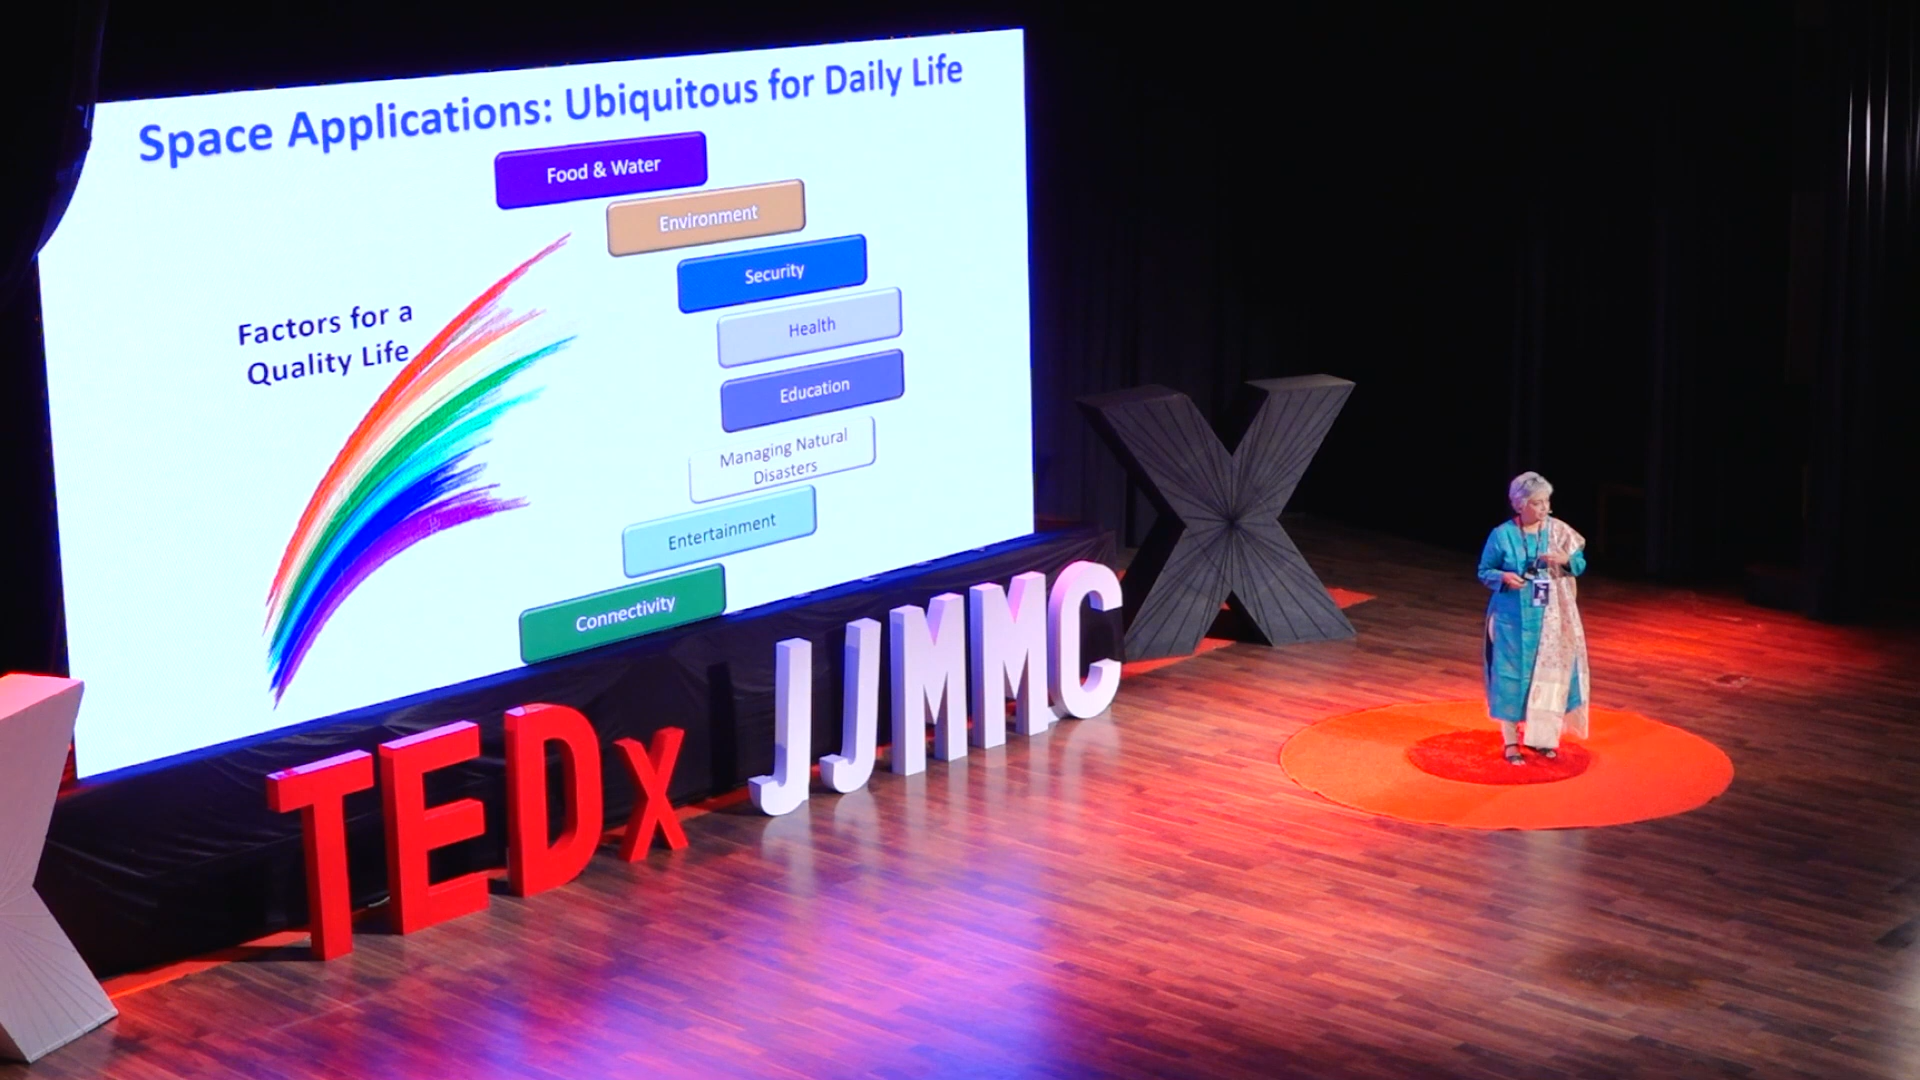 Space Applications: Ubiquitous for Daily Life
Food & Water
Environment
Security
Factors for a
Quality Life
Health
Education
Managing Natural
Disasters
Entertainment
Connectivity
TEDx JJMMC
X